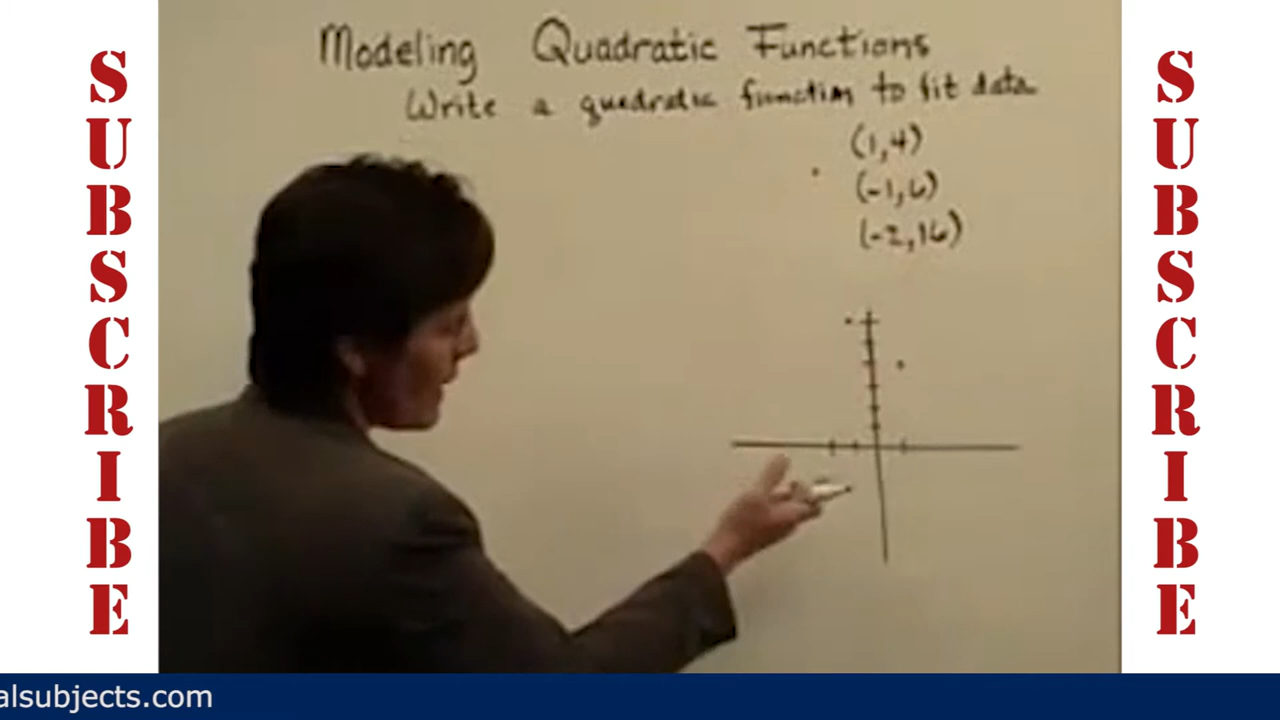 SUBSCRIBE
Modeling Quadratic Functions
Write a quadratic function to fit data
(1,4)
(-1,6)
(-2,16)
SUBSCRIBE
alsubjects.com